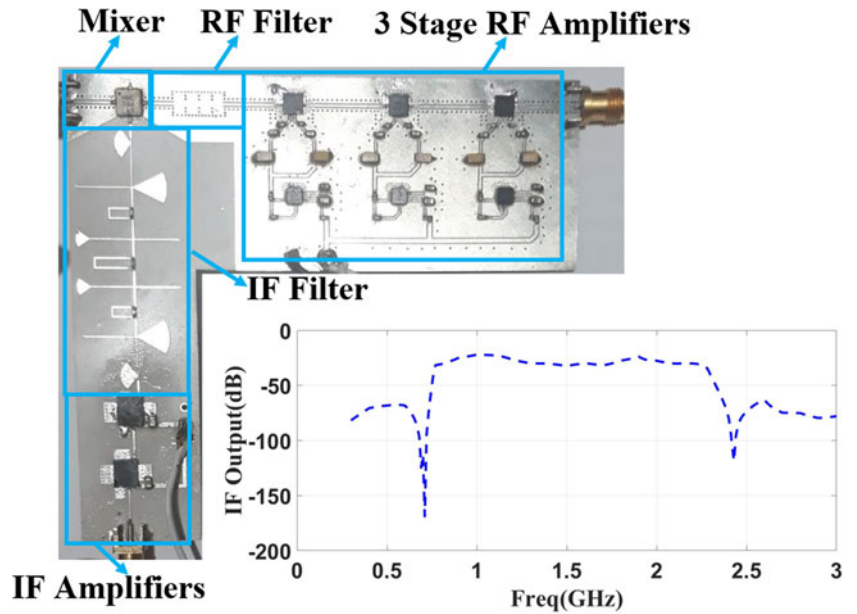 Mixer RF Filter 3 Stage RF Amplifiers
IF Filter
IF Amplifiers
0
-50
-100
-150
-200
IF Output(dB)
0 0.5 1 1.5 2 2.5 3
Freq(GHz)